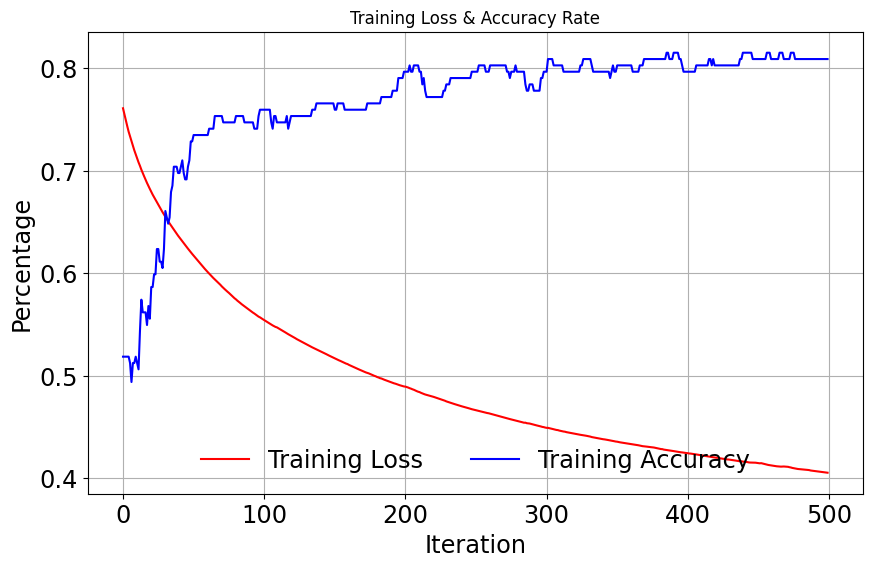 Training Loss & Accuracy Rate
0.8
0.7
0.6
0.5
0.4
Percentage
Training Loss
Training Accuracy
0 100 200 300 400 500
Iteration